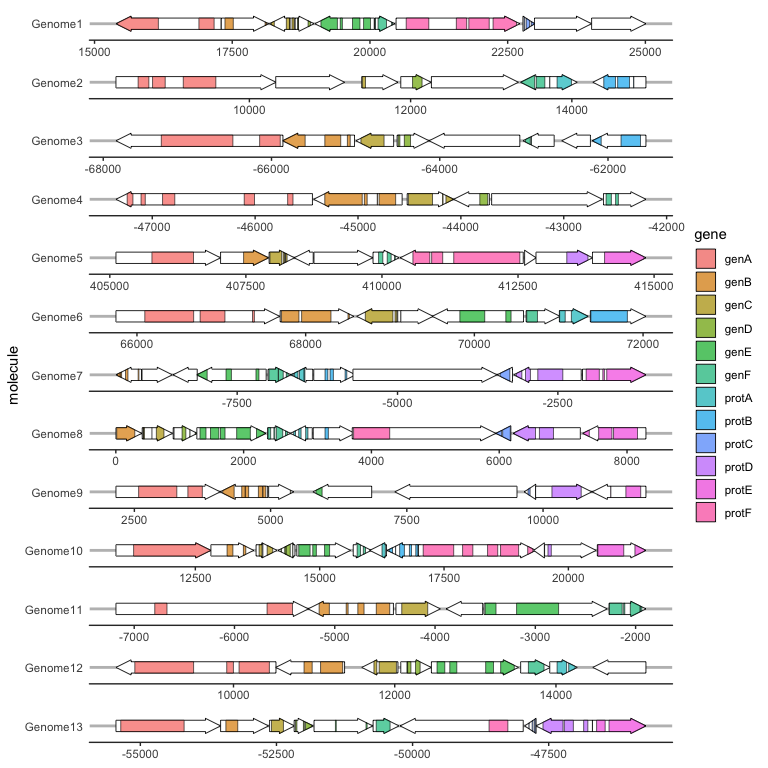 Genome1
15000 17500 20000 22500 25000
Genome2
10000 12000 14000
Genome3
-68000 -66000 -64000 -62000
Genome4
-47000 -46000 -45000 -44000 -43000 -42000
gene
Genome5
genA
405000 407500 410000 412500 415000
genB
genC
Genome6
genD
66000 68000 70000 72000
genE
molecule
Genome7
genF
protA
-7500 -5000 -2500
protB
Genome8
protC
0 2000 4000 6000 8000
protD
Genome9
protE
2500 5000 7500 10000
protF
Genome10
12500 15000 17500 20000
Genome11
-7000 -6000 -5000 -4000 -3000 -2000
Genome12
10000 12000 14000
Genome13
-55000 -52500 -50000 -47500